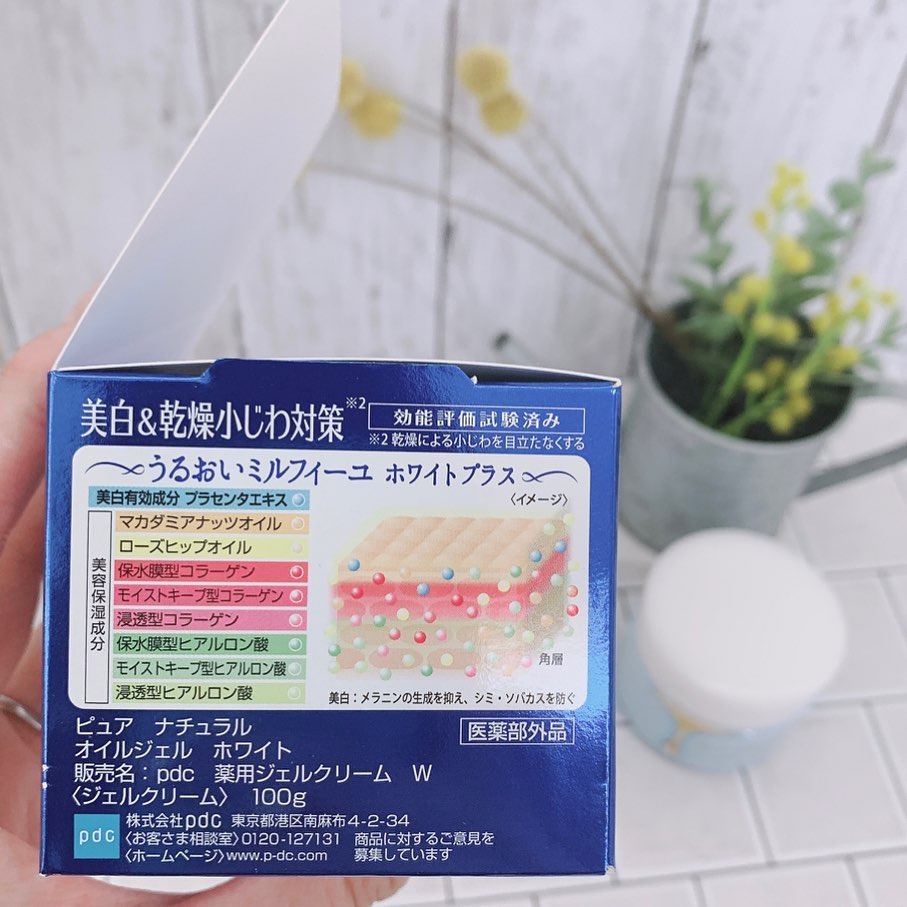 美白&乾燥小じわ対策※2
効能評価試験済み
※2 乾燥による小じわを目立たなくする
うるおいミルフィーユ ホワイトプラス
美白有効成分 プラセンタエキス
〈イメージ〉
美容保湿成分
マカダミアナッツオイル
ローズヒップオイル
保水膜型コラーゲン
モイストキープ型コラーゲン
浸透型コラーゲン
保水膜型ヒアルロン酸
モイストキープ型ヒアルロン酸
浸透型ヒアルロン酸
角層
美白：メラニンの生成を抑え、シミ・ソバカスを防ぐ
ピュア ナチュラル
オイルジェル ホワイト
医薬部外品
販売名：pdc 薬用ジェルクリーム W
〈ジェルクリーム〉 100g
pdc
株式会社pdc 東京都港区南麻布4-2-34
〈お客さま相談室〉0120-127131 商品に対するご意見を
〈ホームページ〉www.p-dc.com 募集しています